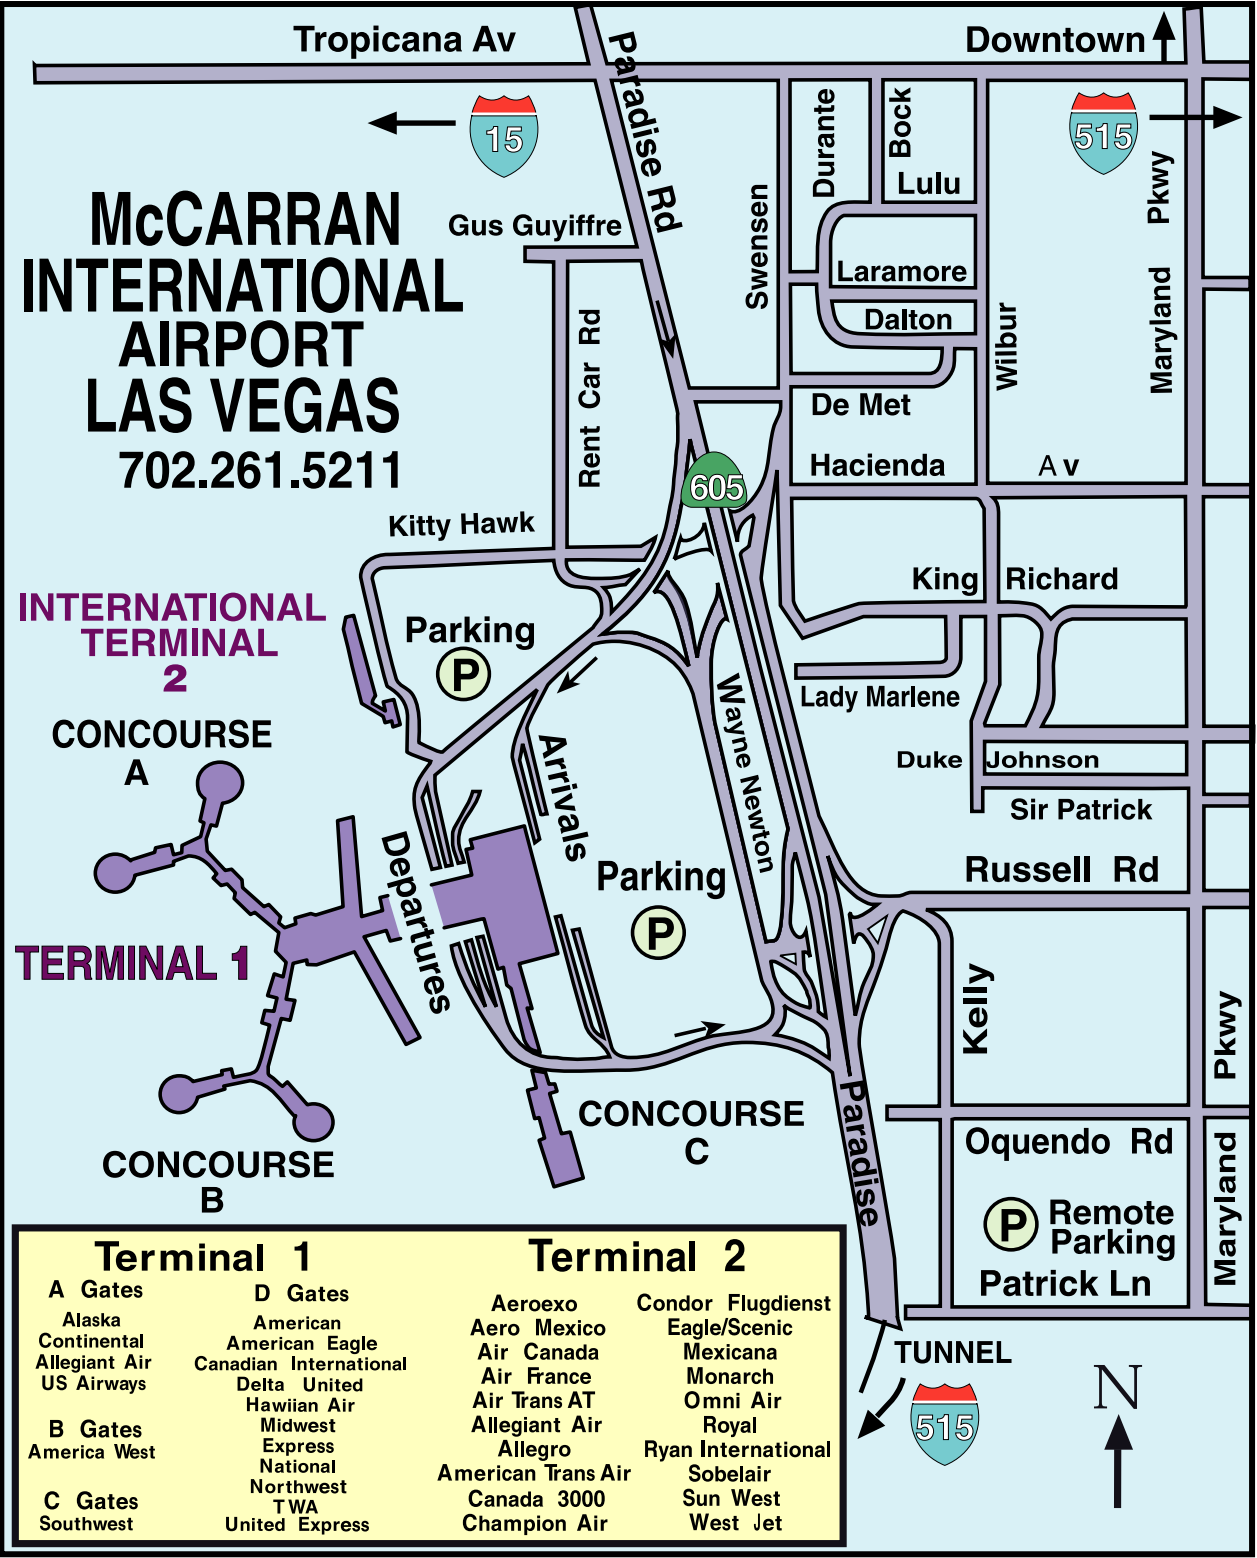 Tropicana Av
Paradise Rd
Downtown
15
515
McCARRAN
INTERNATIONAL
AIRPORT
LAS VEGAS
702.261.5211
Gus Guyiffre
Rent Car Rd
Swensen
Durante
Bock
Lulu
Laramore
Dalton
De Met
Wilbur
Maryland Pkwy
Hacienda Av
605
Kitty Hawk
King Richard
Lady Marlene
Duke Johnson
Sir Patrick
Russell Rd
INTERNATIONAL
TERMINAL
2
Parking
P
CONCOURSE
A
Arrivals
Wayne Newton
Departures
Parking
P
TERMINAL 1
Kelly
Maryland Pkwy
CONCOURSE
B
CONCOURSE
C
Paradise
Oquendo Rd
P
Remote
Parking
Patrick Ln
TUNNEL
515
N
Terminal 1
A Gates
Alaska
Continental
Allegiant Air
US Airways
B Gates
America West
C Gates
Southwest
D Gates
American
American Eagle
Canadian International
Delta United
Hawiian Air
Midwest
Express
National
Northwest
TWA
United Express
Terminal 2
Aeroexo
Aero Mexico
Air Canada
Air France
Air Trans AT
Allegiant Air
Allegro
American Trans Air
Canada 3000
Champion Air
Condor Flugdienst
Eagle/Scenic
Mexicana
Monarch
Omni Air
Royal
Ryan International
Sobelair
Sun West
West Jet